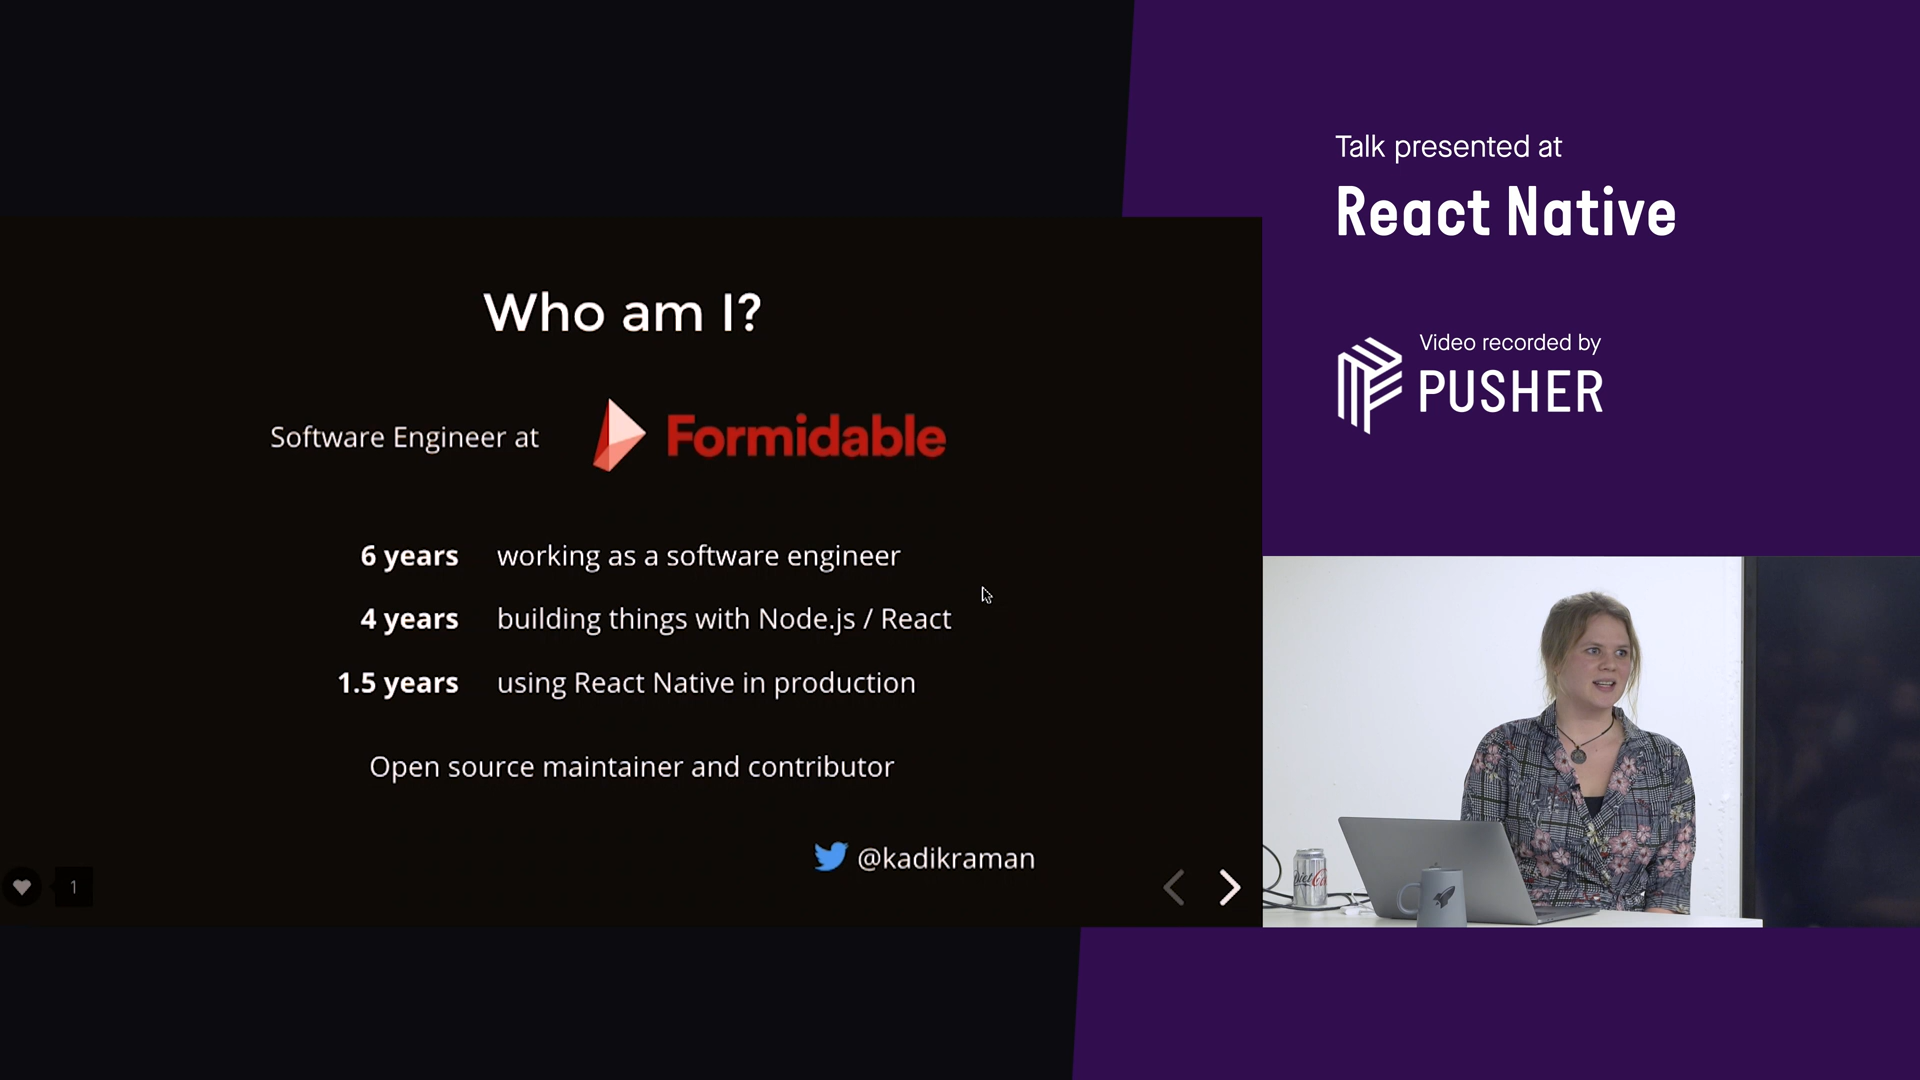 Who am I?
Software Engineer at Formidable
6 years working as a software engineer
4 years building things with Node.js / React
1.5 years using React Native in production
Open source maintainer and contributor
@kadikraman
1
Talk presented at
React Native
Video recorded by
PUSHER